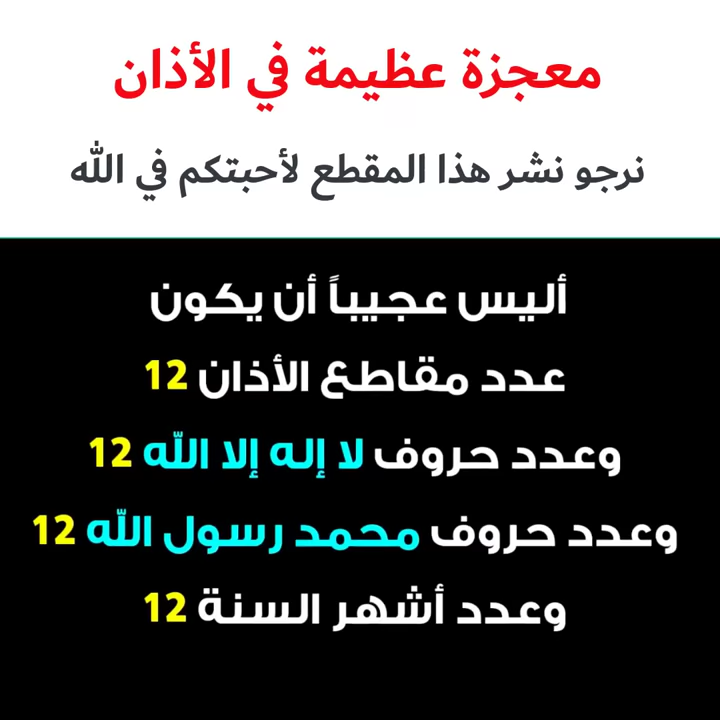 معجزة عظيمة في الأذان
نرجو نشر هذا المقطع لأحبتكم في الله
أليس عجيباً أن يكون
عدد مقاطع الأذان 12
وعدد حروف لا إله إلا الله 12
وعدد حروف محمد رسول الله 12
وعدد أشهر السنة 12